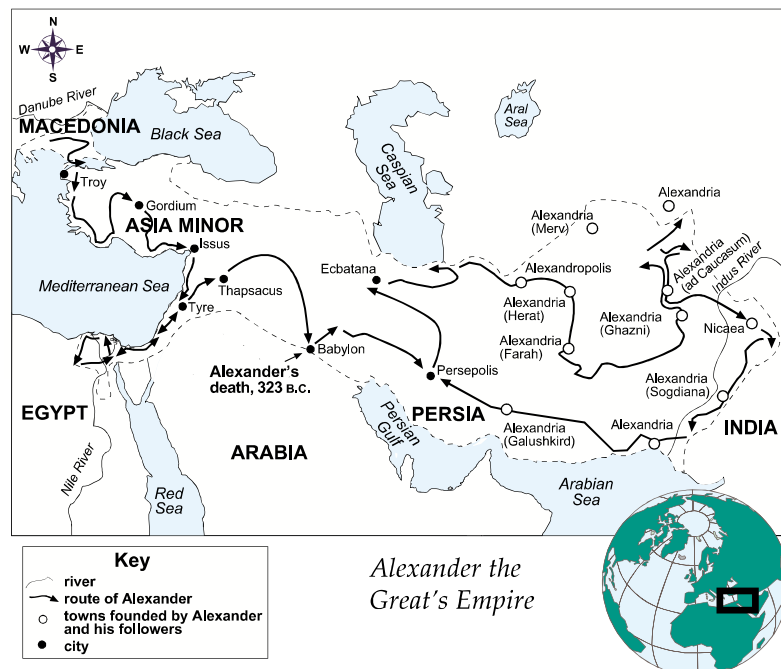 N
W E
S
Danube River
MACEDONIA
Black Sea
Aral
Sea
Caspian
Sea
Troy
Gordium
ASIA MINOR
Issus
Alexandria
Alexandria
(Merv)
Alexandria
(ad Caucasum)
Indus River
Mediterranean Sea
Ecbatana
Alexandropolis
Thapsacus
Tyre
Alexandria
(Herat)
Alexandria
(Ghazni)
Nicaea
Alexandria
(Farah)
Babylon
Alexander's
death, 323 B.C.
Persepolis
Alexandria
(Sogdiana)
EGYPT
PERSIA
Persian
Gulf
Alexandria
(Galushkird)
Alexandria
INDIA
ARABIA
Nile River
Red
Sea
Arabian
Sea
Key
river
route of Alexander
towns founded by Alexander
and his followers
city
Alexander the
Great's Empire